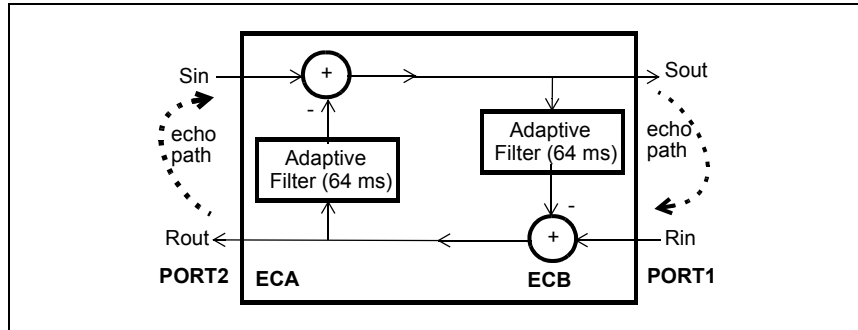 Sin
+
Sout
-
echo
path
Adaptive
Filter (64 ms)
Adaptive
Filter (64 ms)
echo
path
-
Rout
+
Rin
PORT2
ECA
ECB
PORT1